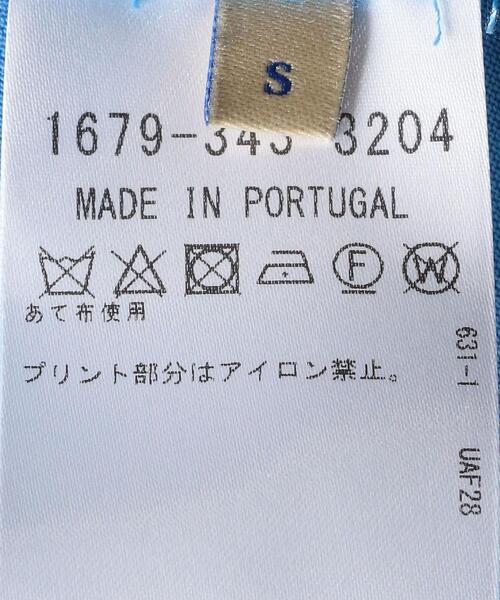 S
1679-343 3204
MADE IN PORTUGAL
F
W
あて布使用
プリント部分はアイロン禁止。
631-1
UAF28